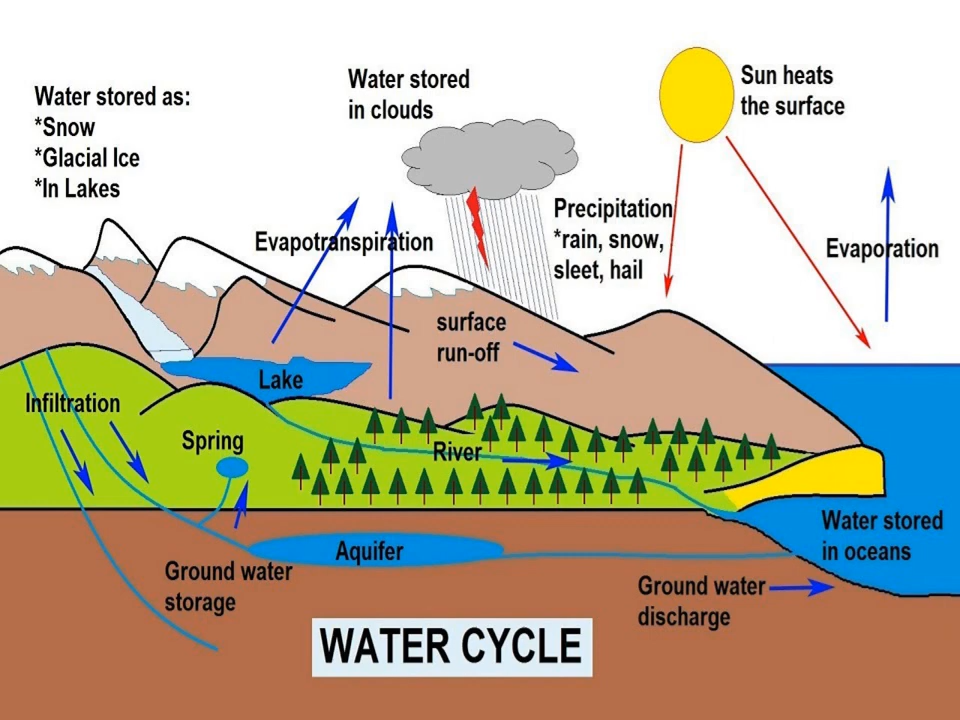 Water stored as:
*Snow
*Glacial Ice
*In Lakes
Water stored
in clouds
Sun heats
the surface
Evapotranspiration
Precipitation
*rain, snow,
sleet, hail
Evaporation
surface
run-off
Lake
Infiltration
Spring
River
Water stored
in oceans
Aquifer
Ground water
storage
Ground water
discharge
WATER CYCLE